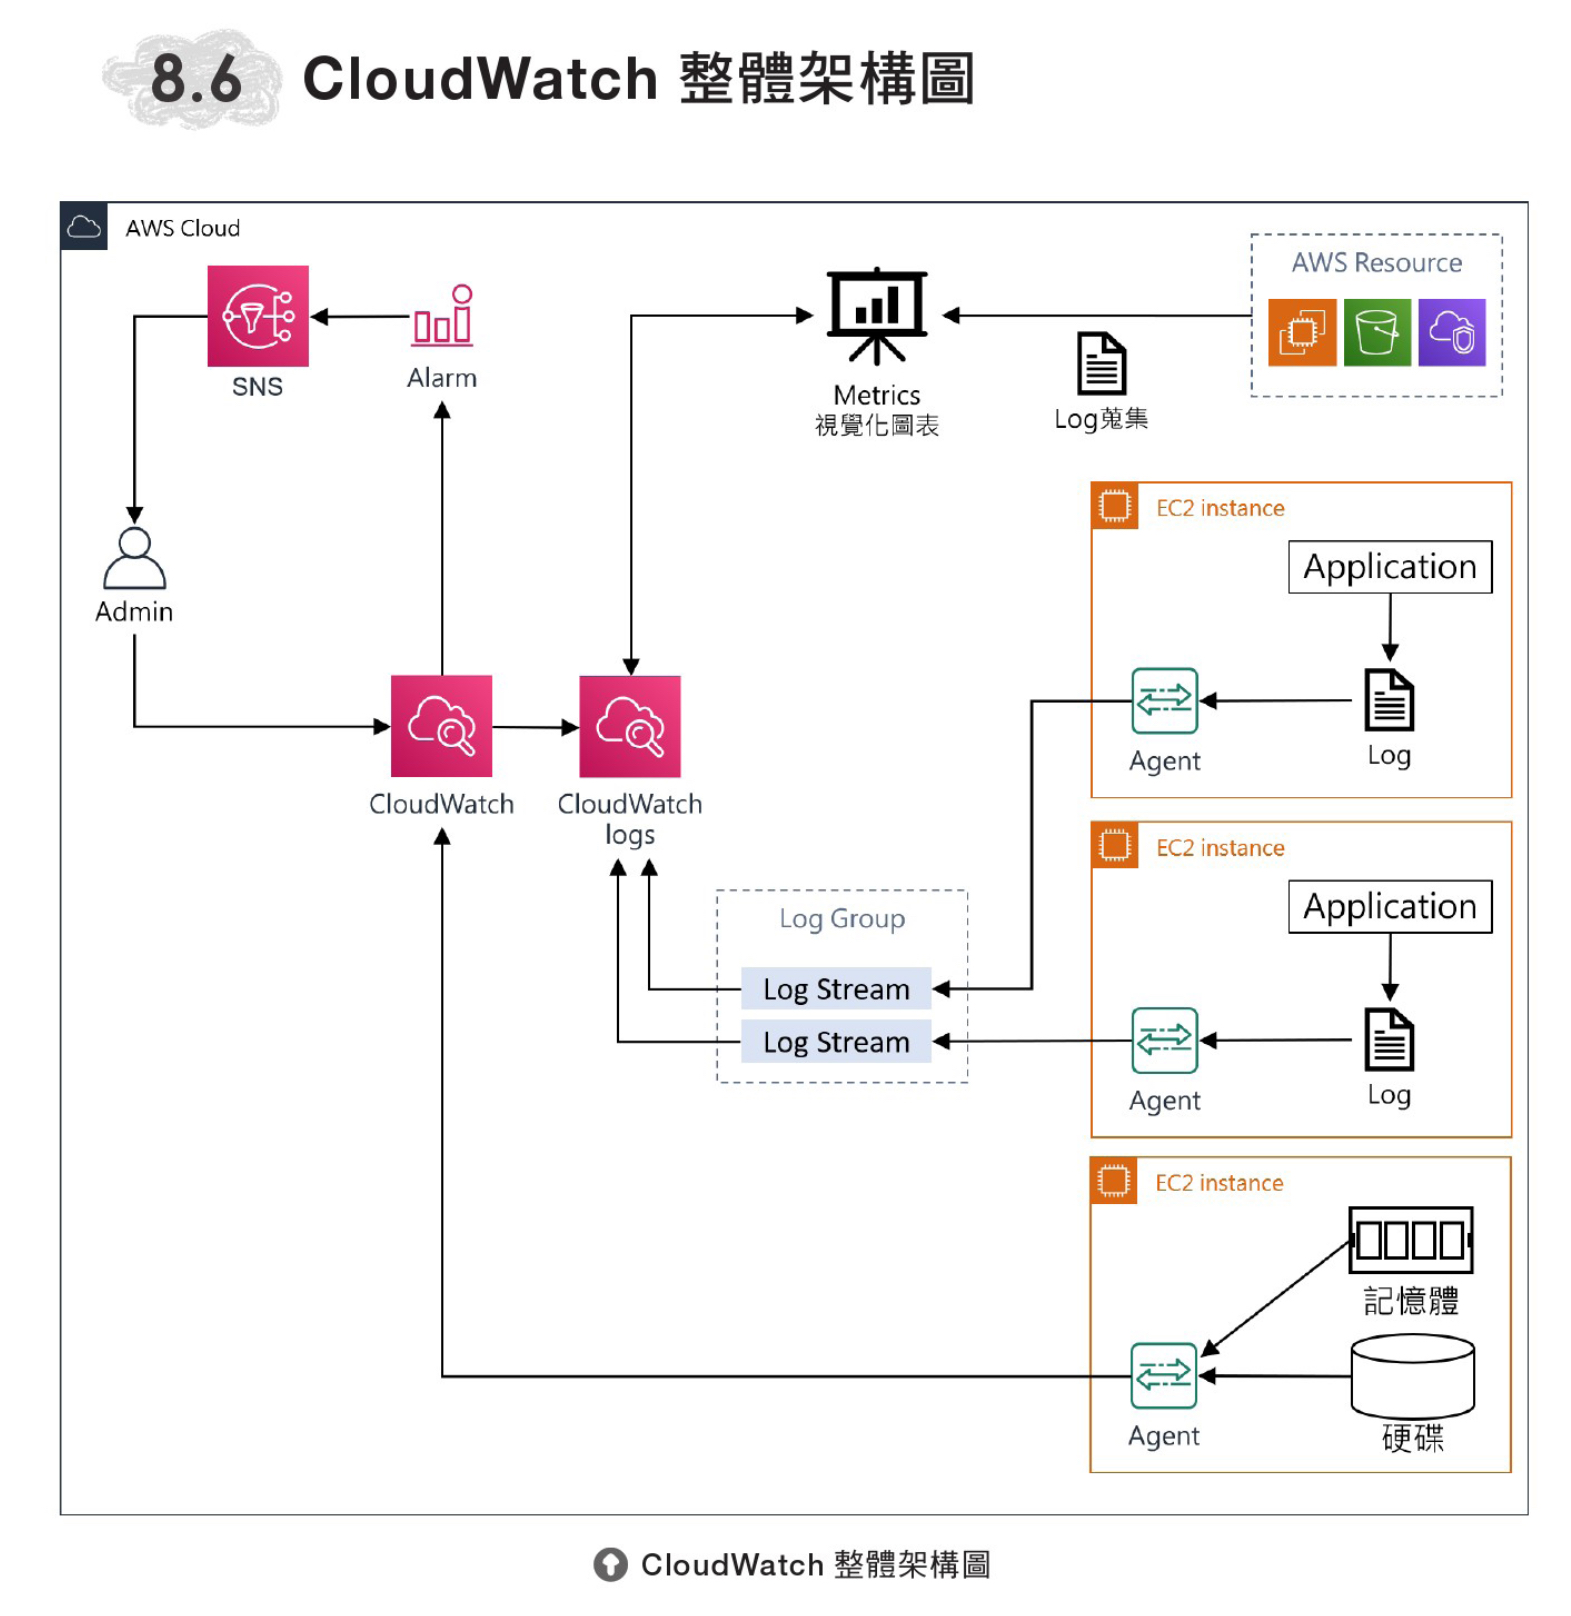 8.6 CloudWatch 整體架構圖
AWS Cloud
SNS
Alarm
Metrics
視覺化圖表
Log蒐集
AWS Resource
Admin
CloudWatch
CloudWatch
logs
Log Group
Log Stream
Log Stream
EC2 instance
Application
Agent
Log
EC2 instance
Application
Agent
Log
EC2 instance
記憶體
Agent
硬碟
CloudWatch 整體架構圖